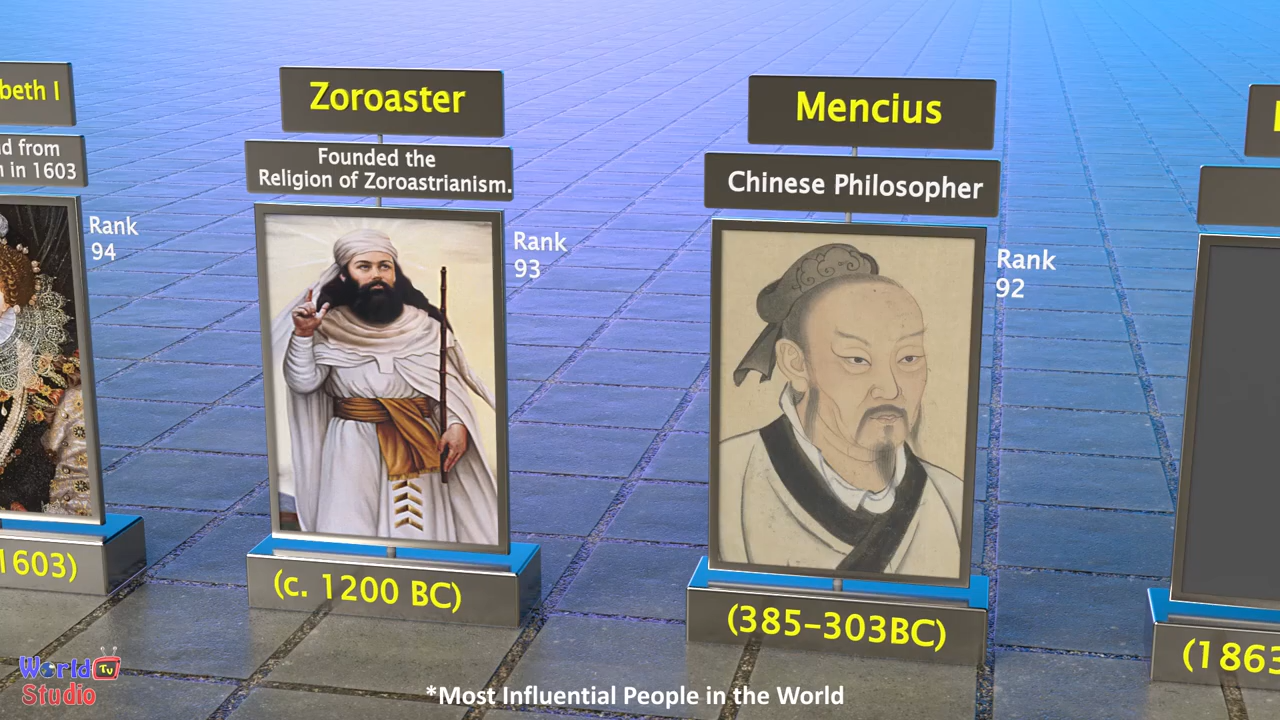 beth I
d from
in 1603
Rank
94
1603)
Zoroaster
Founded the
Religion of Zoroastrianism.
Rank
93
(c. 1200 BC)
Mencius
Chinese Philosopher
Rank
92
(385-303BC)
(1863
World TV
Studio
*Most Influential People in the World